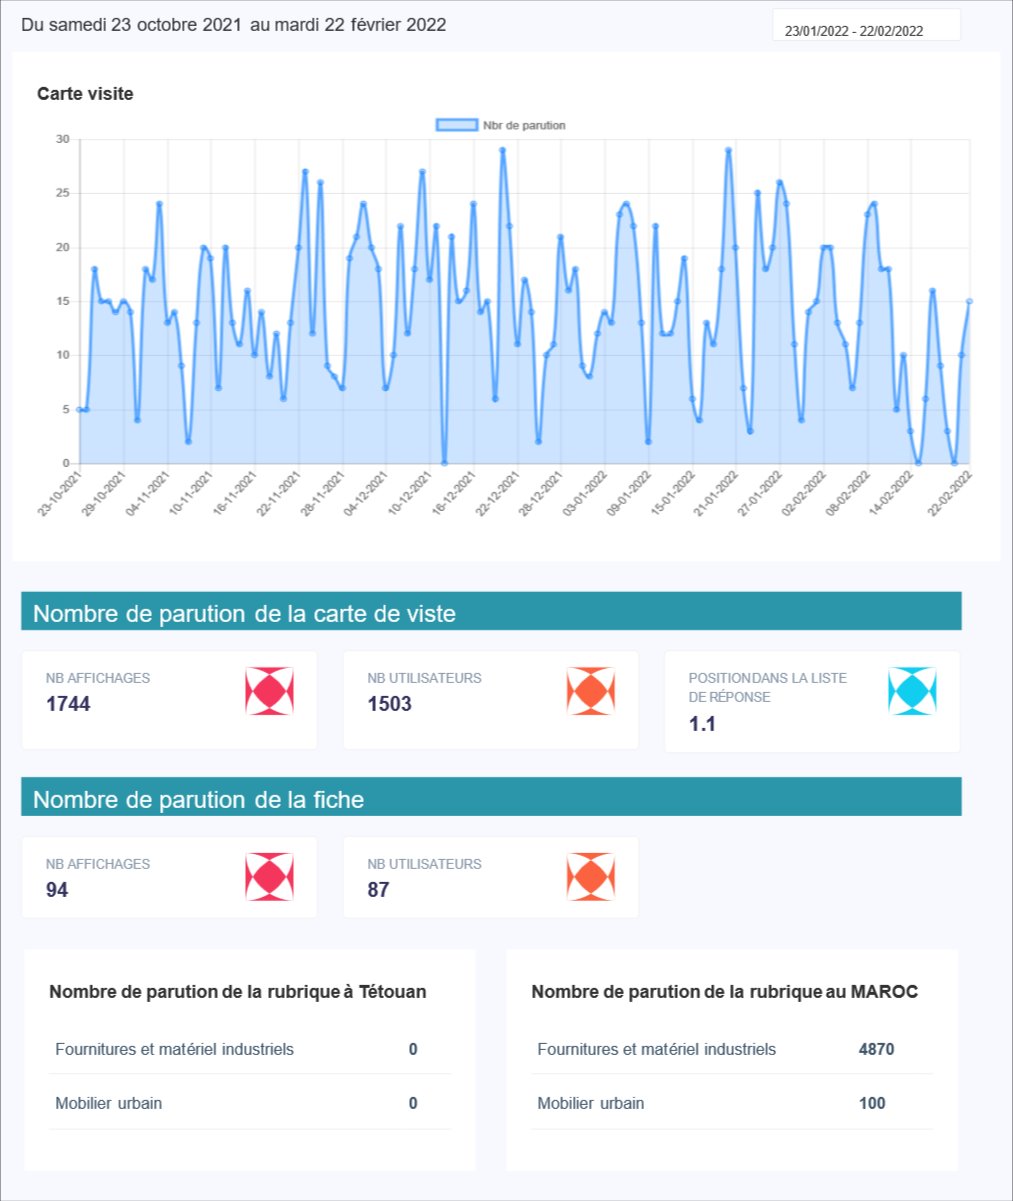 Du samedi 23 octobre 2021 au mardi 22 février 2022
23/01/2022 - 22/02/2022
Carte visite
Nbr de parution
30
25
20
15
10
5
0
23-10-2021
29-10-2021
04-11-2021
10-11-2021
16-11-2021
22-11-2021
28-11-2021
04-12-2021
10-12-2021
16-12-2021
22-12-2021
28-12-2021
03-01-2022
09-01-2022
15-01-2022
21-01-2022
27-01-2022
02-02-2022
08-02-2022
14-02-2022
22-02-2022
Nombre de parution de la carte de viste
NB AFFICHAGES
1744
NB UTILISATEURS
1503
POSITIONDANS LA LISTE
DE RÉPONSE
1.1
Nombre de parution de la fiche
NB AFFICHAGES
94
NB UTILISATEURS
87
Nombre de parution de la rubrique à Tétouan
Fournitures et matériel industriels 0
Mobilier urbain 0
Nombre de parution de la rubrique au MAROC
Fournitures et matériel industriels 4870
Mobilier urbain 100